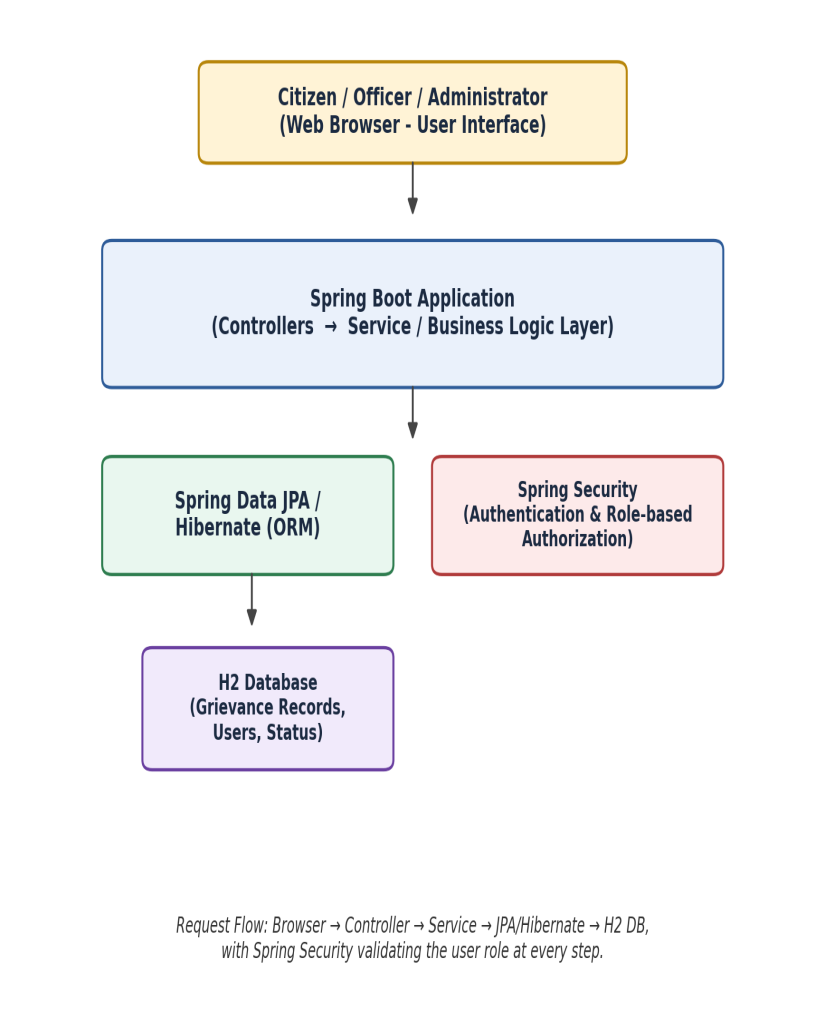 Citizen / Officer / Administrator
(Web Browser - User Interface)
Spring Boot Application
(Controllers → Service / Business Logic Layer)
Spring Data JPA /
Hibernate (ORM)
Spring Security
(Authentication & Role-based
Authorization)
H2 Database
(Grievance Records,
Users, Status)
Request Flow: Browser → Controller → Service → JPA/Hibernate → H2 DB,
with Spring Security validating the user role at every step.